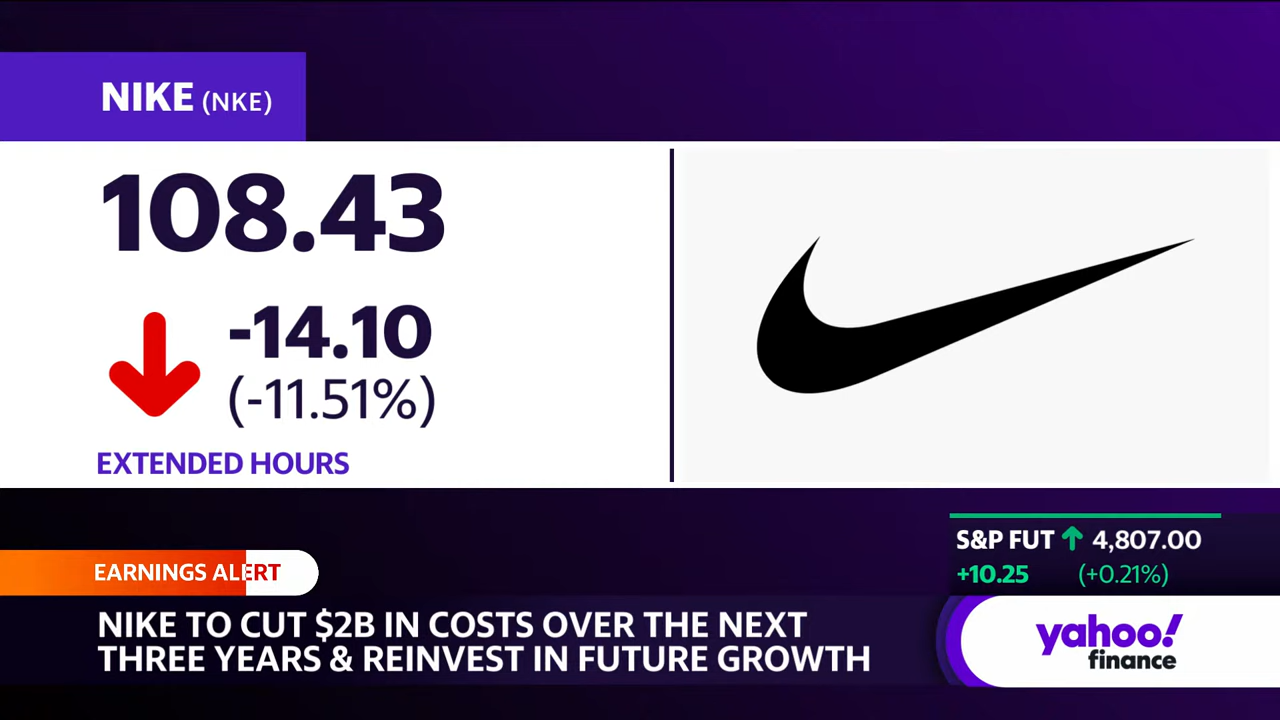 NIKE (NKE)
108.43
-14.10
(-11.51%)
EXTENDED HOURS
S&P FUT 4,807.00
+10.25 (+0.21%)
EARNINGS ALERT
NIKE TO CUT $2B IN COSTS OVER THE NEXT
THREE YEARS & REINVEST IN FUTURE GROWTH
yahoo!
finance